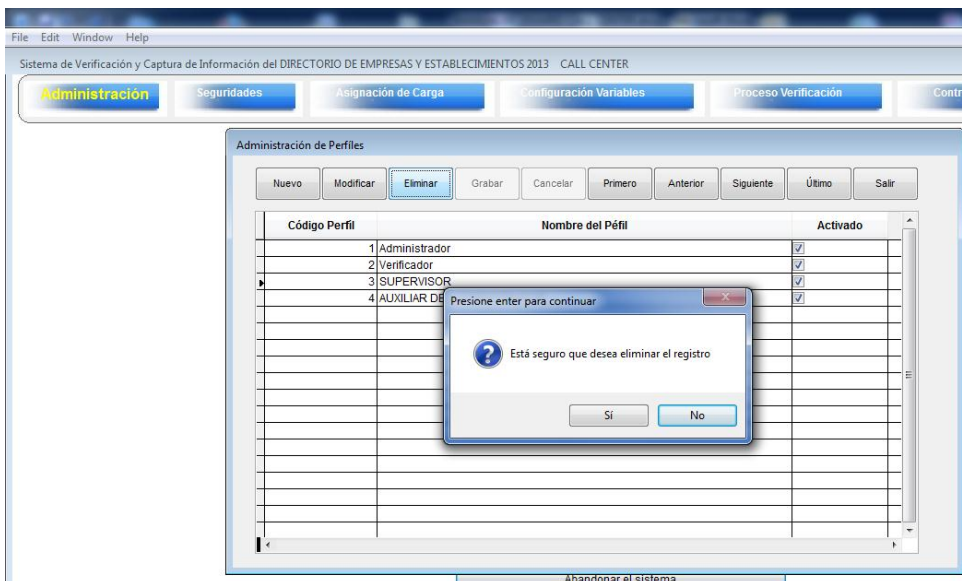 File Edit Window Help
Sistema de Verificación y Captura de Información del DIRECTORIO DE EMPRESAS Y ESTABLECIMIENTOS 2013 CALL CENTER
Administración Seguridades Asignación de Carga Configuración Variables Proceso Verificación Contr
Administración de Perfíles
Nuevo Modificar Eliminar Grabar Cancelar Primero Anterior Siguiente Último Salir
Código Perfil Nombre del Péfil Activado
1 Administrador
2 Verificador
3 SUPERVISOR
4 AUXILIAR DE
Presione enter para continuar
Está seguro que desea eliminar el registro
Sí No
Abandonar el sistema